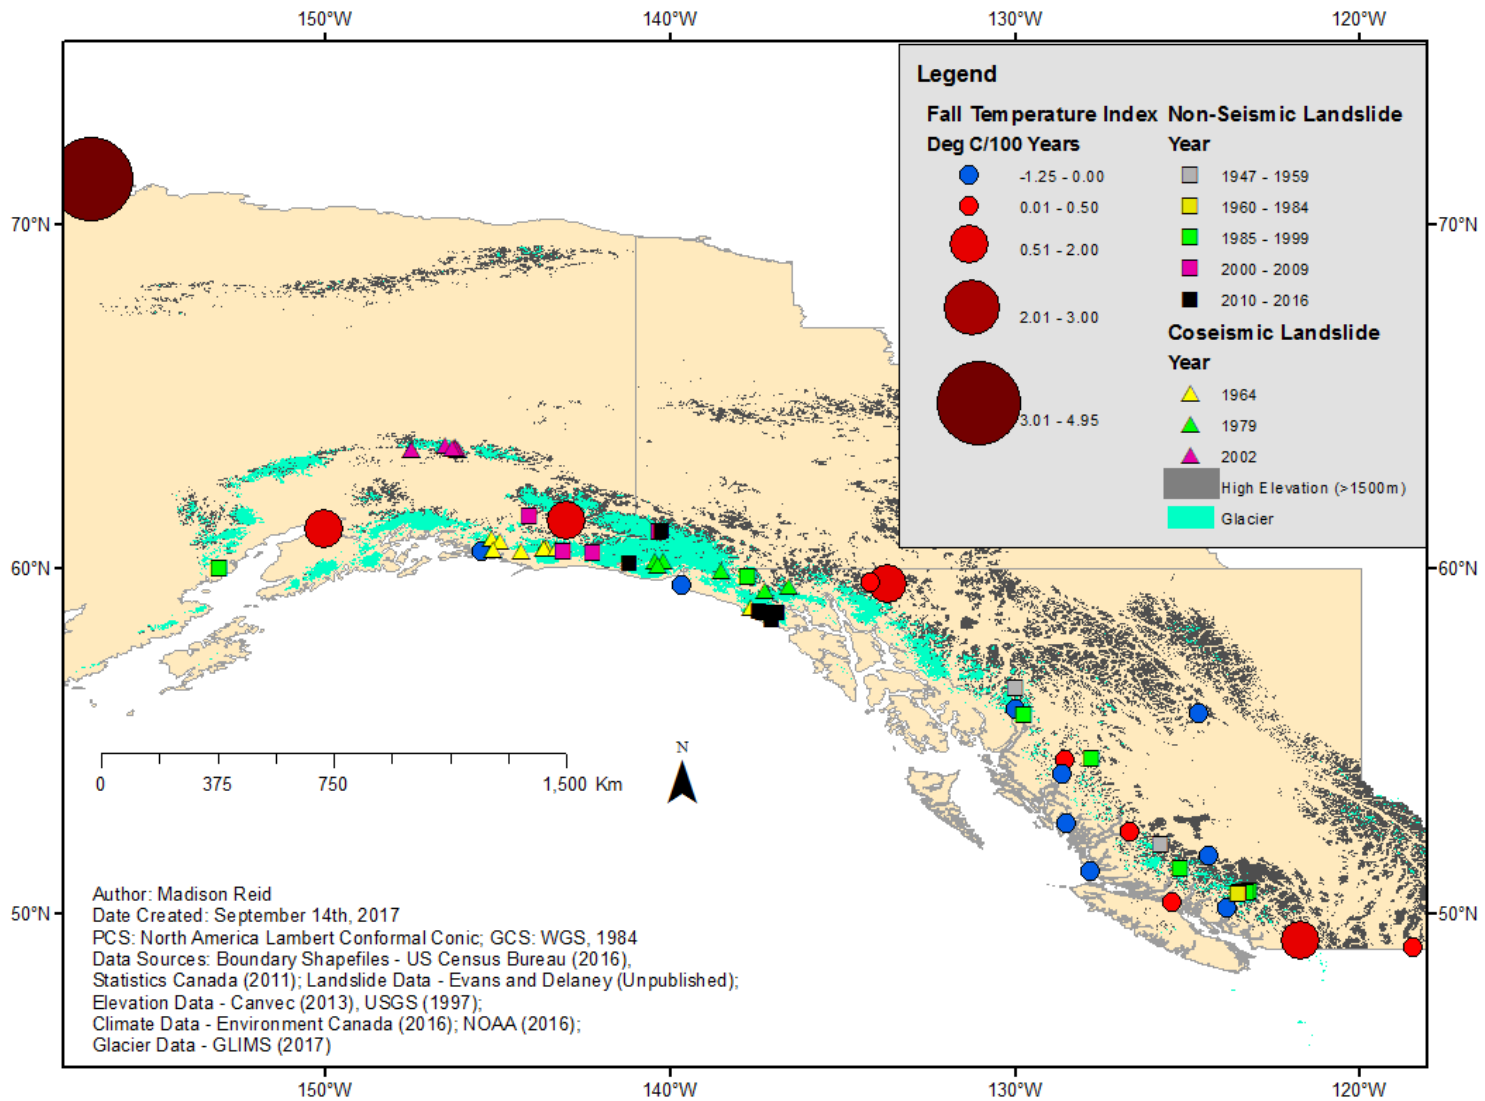 150°W 140°W 130°W 120°W
Legend
Fall Temperature Index
Deg C/100 Years
-1.25 - 0.00
0.01 - 0.50
0.51 - 2.00
2.01 - 3.00
3.01 - 4.95
Non-Seismic Landslide
Year
1947 - 1959
1960 - 1984
1985 - 1999
2000 - 2009
2010 - 2016
Coseismic Landslide
Year
1964
1979
2002
High Elevation (>1500m)
Glacier
70°N 70°N
60°N 60°N
50°N 50°N
N
0 375 750 1,500 Km
Author: Madison Reid
Date Created: September 14th, 2017
PCS: North America Lambert Conformal Conic; GCS: WGS, 1984
Data Sources: Boundary Shapefiles - US Census Bureau (2016),
Statistics Canada (2011); Landslide Data - Evans and Delaney (Unpublished);
Elevation Data - Canvec (2013), USGS (1997);
Climate Data - Environment Canada (2016); NOAA (2016);
Glacier Data - GLIMS (2017)
150°W 140°W 130°W 120°W